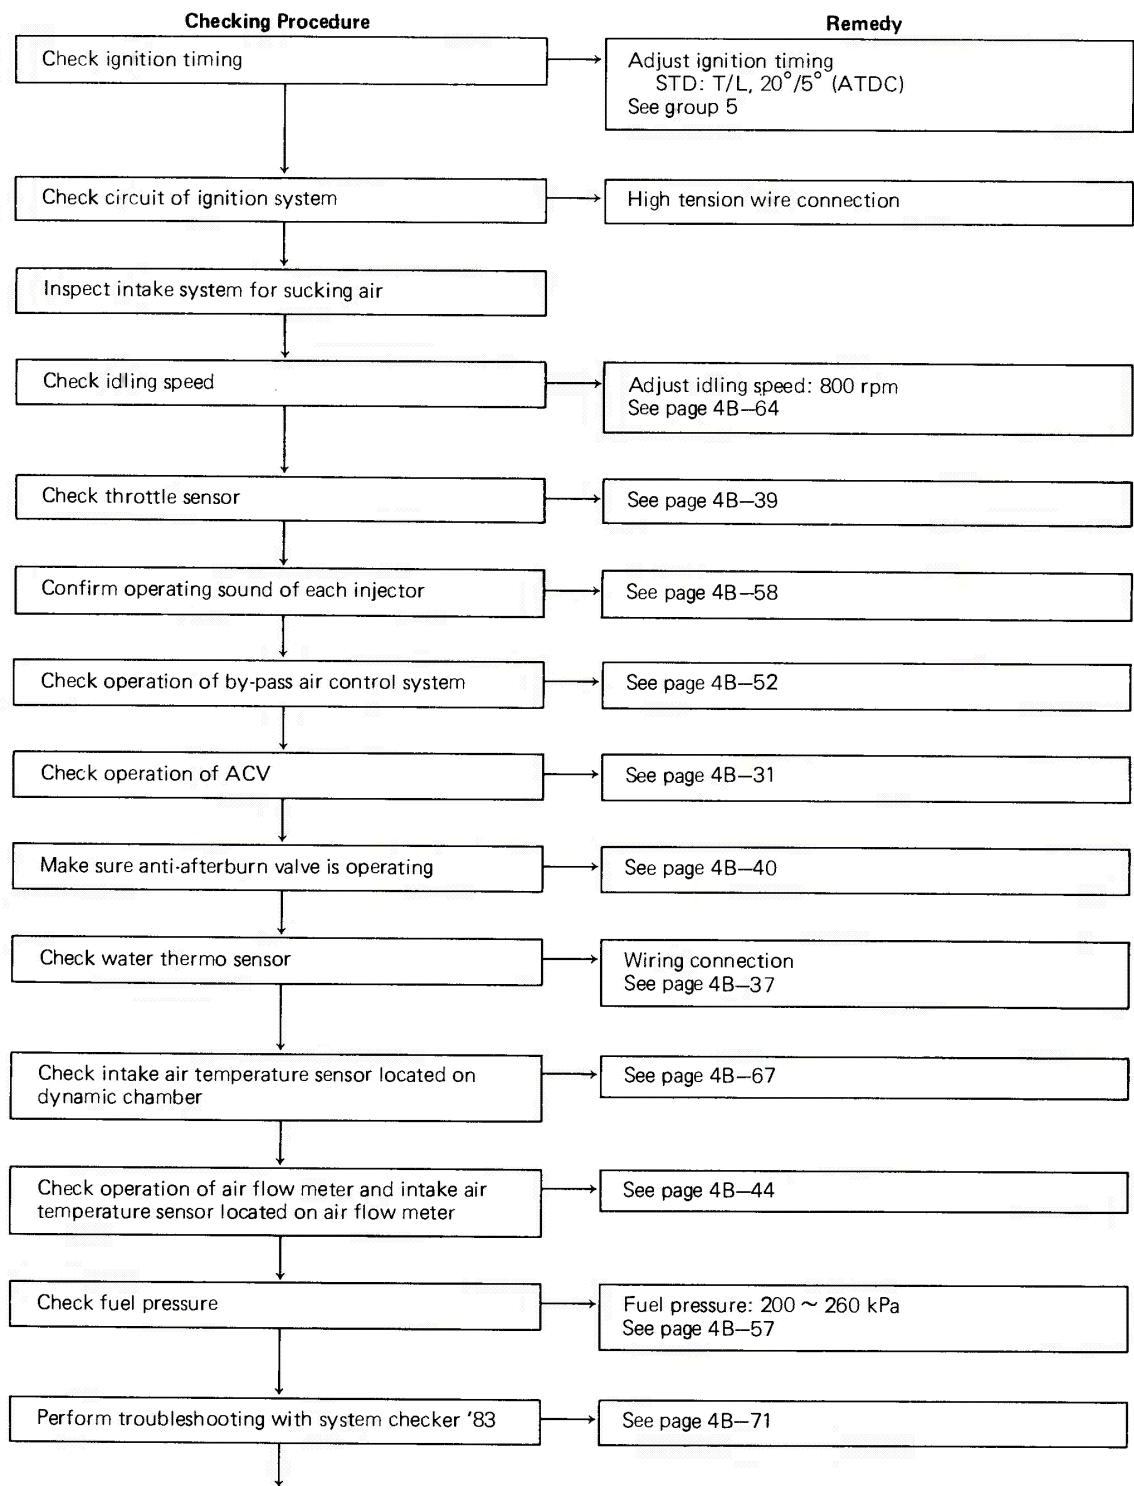 Checking Procedure
Remedy
Check ignition timing
Adjust ignition timing
STD: T/L, 20°/5° (ATDC)
See group 5
Check circuit of ignition system
High tension wire connection
Inspect intake system for sucking air
Check idling speed
Adjust idling speed: 800 rpm
See page 4B—64
Check throttle sensor
See page 4B—39
Confirm operating sound of each injector
See page 4B—58
Check operation of by-pass air control system
See page 4B—52
Check operation of ACV
See page 4B—31
Make sure anti-afterburn valve is operating
See page 4B—40
Check water thermo sensor
Wiring connection
See page 4B—37
Check intake air temperature sensor located on
dynamic chamber
See page 4B—67
Check operation of air flow meter and intake air
temperature sensor located on air flow meter
See page 4B—44
Check fuel pressure
Fuel pressure: 200 ~ 260 kPa
See page 4B—57
Perform troubleshooting with system checker '83
See page 4B—71